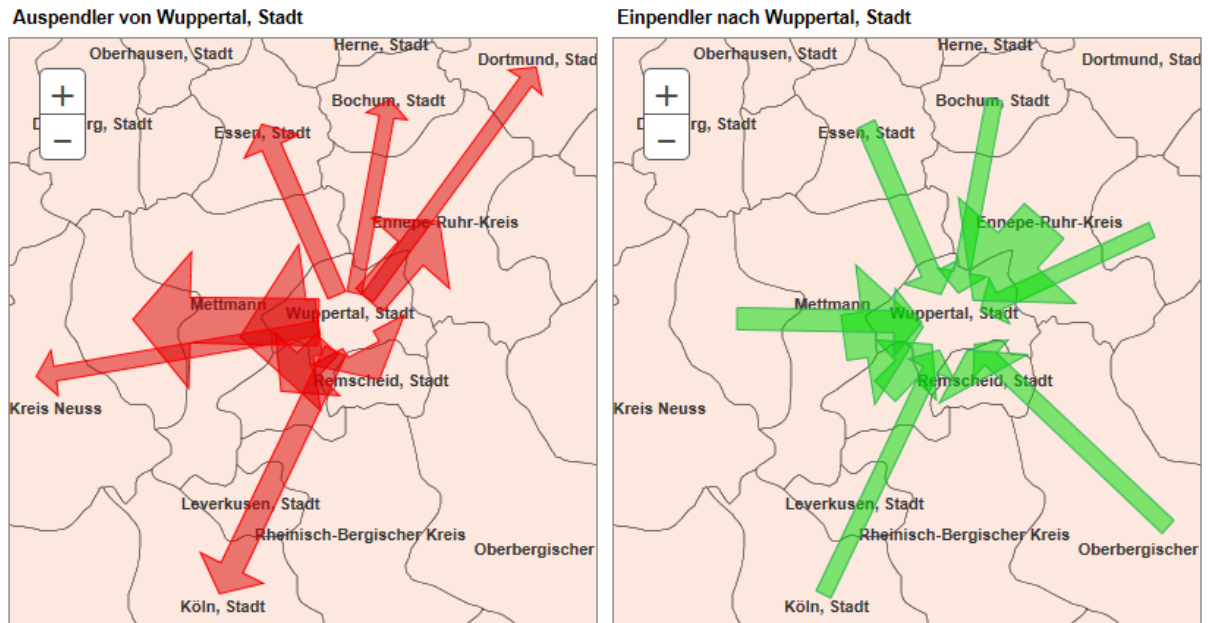 Auspendler von Wuppertal, Stadt
Oberhausen, Stadt
Herne, Stadt
Dortmund, Stad
+
−
Bochum, Stadt
rg, Stadt
Essen, Stadt
Ennepe-Ruhr-Kreis
Mettmann
Wuppertal, Stadt
Remscheid, Stadt
Kreis Neuss
Leverkusen, Stadt
Rheinisch-Bergischer Kreis
Oberbergischer
Köln, Stadt
Einpendler nach Wuppertal, Stadt
Oberhausen, Stadt
Herne, Stadt
Dortmund, Stad
+
−
Bochum, Stadt
rg, Stadt
Essen, Stadt
Ennepe-Ruhr-Kreis
Mettmann
Wuppertal, Stadt
Remscheid, Stadt
Kreis Neuss
Leverkusen, Stadt
Rheinisch-Bergischer Kreis
Oberbergischer
Köln, Stadt